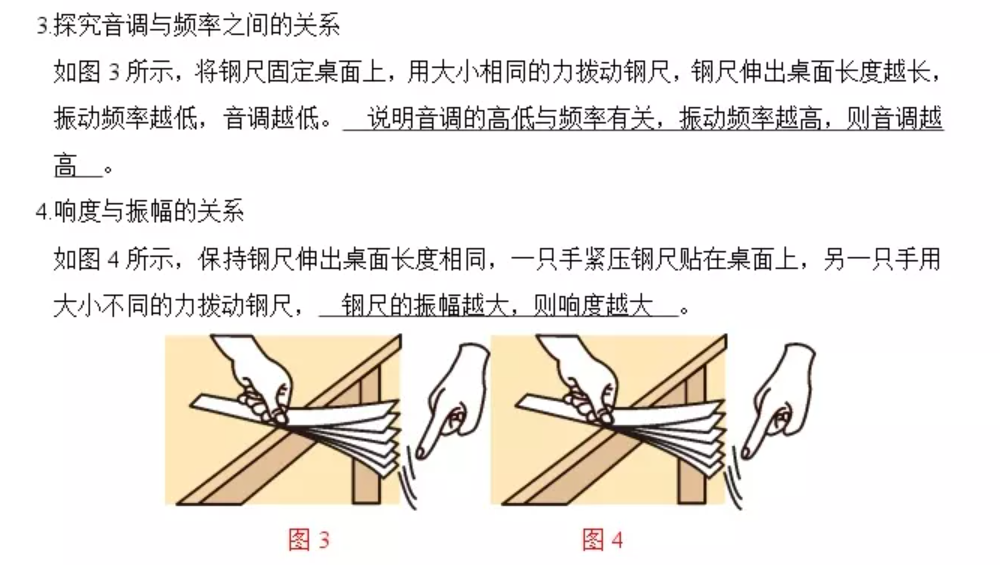 3.探究音调与频率之间的关系
如图 3 所示，将钢尺固定桌面上，用大小相同的力拨动钢尺，钢尺伸出桌面长度越长，
振动频率越低，音调越低。 说明音调的高低与频率有关，振动频率越高，则音调越
高 。
4.响度与振幅的关系
如图 4 所示，保持钢尺伸出桌面长度相同，一只手紧压钢尺贴在桌面上，另一只手用
大小不同的力拨动钢尺， 钢尺的振幅越大，则响度越大 。
图 3
图 4